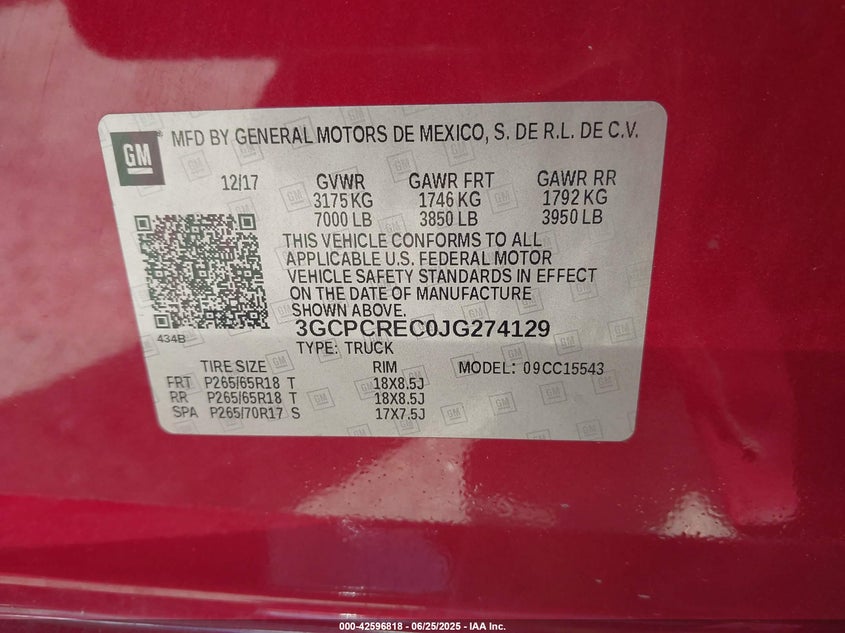 GM
® MFD BY GENERAL MOTORS DE MEXICO, S. DE R.L. DE C.V.
12/17 GVWR GAWR FRT GAWR RR
3175 KG 1746 KG 1792 KG
7000 LB 3850 LB 3950 LB
THIS VEHICLE CONFORMS TO ALL
APPLICABLE U.S. FEDERAL MOTOR
VEHICLE SAFETY STANDARDS IN EFFECT
ON THE DATE OF MANUFACTURE
SHOWN ABOVE.
434B
3GCPCREC0JG274129
TYPE: TRUCK
TIRE SIZE RIM MODEL: 09CC15543
FRT P265/65R18 T 18X8.5J
RR P265/65R18 T 18X8.5J
SPA P265/70R17 S 17X7.5J
000-42596818 - 06/25/2025 - IAA Inc.